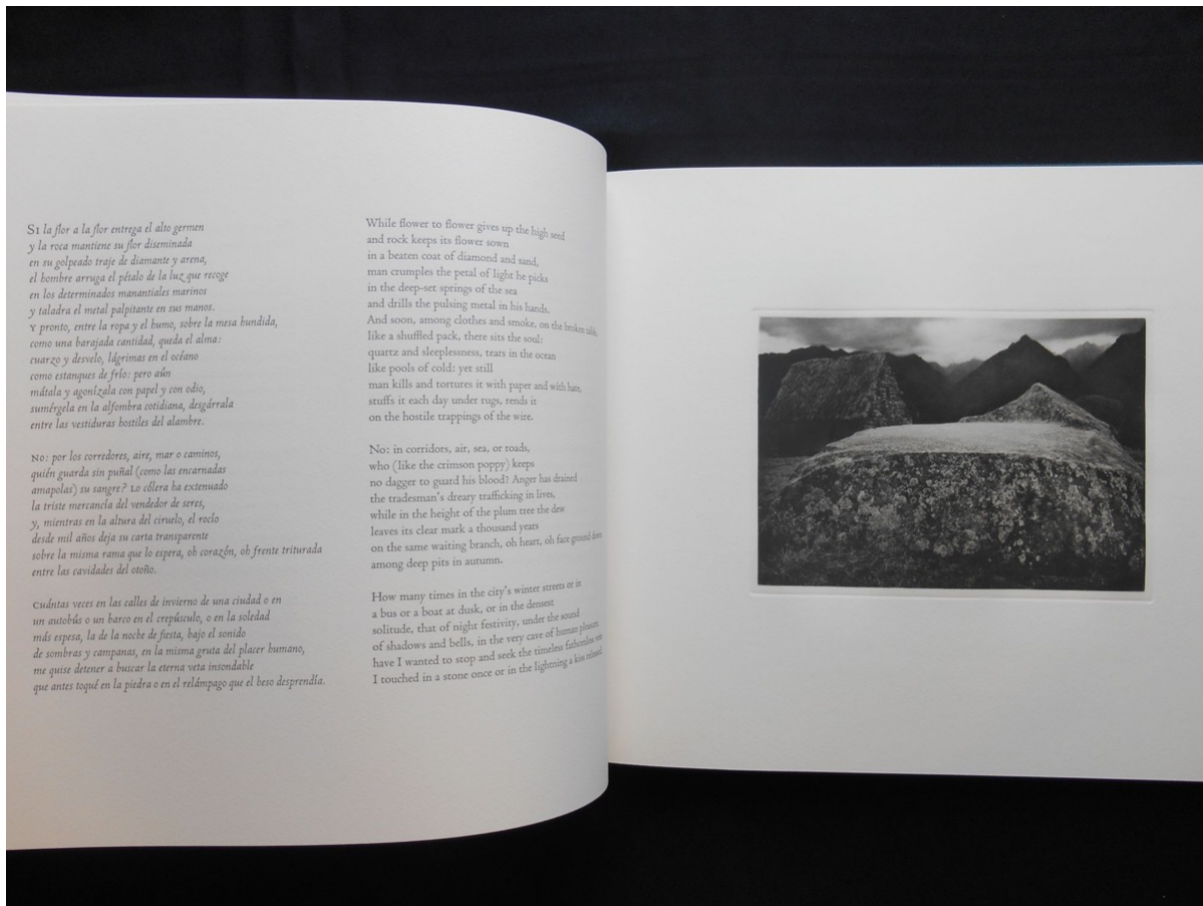 Si la flor a la flor entrega el alto germen
y la roca mantiene su flor diseminada
en su golpeado traje de diamante y arena,
el hombre arruga el pétalo de la luz que recoge
en los determinados manantiales marinos
y taladra el metal palpitante en sus manos.
Y pronto, entre la ropa y el humo, sobre la mesa hundida,
como una barajada cantidad, queda el alma:
cuarzo y desvelo, lágrimas en el océano
como estanques de frío: pero aún
mátala y agonízala con papel y con odio,
sumérgela en la alfombra cotidiana, desgárrala
entre las vestiduras hostiles del alambre.
No: por los corredores, aire, mar o caminos,
quién guarda sin puñal (como las encarnadas
amapolas) su sangre? La cólera ha extenuado
la triste mercancía del vendedor de seres,
y, mientras en la altura del ciruelo, el rocío
desde mil años deja su carta transparente
sobre la misma rama que lo espera, oh corazón, oh frente triturada
entre las cavidades del otoño.
Cuántas veces en las calles de invierno de una ciudad o en
un autobús o un barco en el crepúsculo, o en la soledad
más espesa, la de la noche de fiesta, bajo el sonido
de sombras y campanas, en la misma gruta del placer humano,
me quise detener a buscar la eterna veta insondable
que antes toqué en la piedra o en el relámpago que el beso desprendía.
While flower to flower gives up the high seed
and rock keeps its flower sown
in a beaten coat of diamond and sand,
man crumples the petal of light he picks
in the deep-set springs of the sea
and drills the pulsing metal in his hands.
And soon, among clothes and smoke, on the broken table,
like a shuffled pack, there sits the soul:
quartz and sleeplessness, tears in the ocean
like pools of cold: yet still
man kills and tortures it with paper and with hate,
stuffs it each day under rugs, rends it
on the hostile trappings of the wire.
No: in corridors, air, sea, or roads,
who (like the crimson poppy) keeps
no dagger to guard his blood? Anger has drained
the tradesman's dreary trafficking in lives,
while in the height of the plum tree the dew
leaves its clear mark a thousand years
on the same waiting branch, oh heart, oh face ground down
among deep pits in autumn.
How many times in the city's winter streets or in
a bus or a boat at dusk, or in the densest
solitude, that of night festivity, under the sound
of shadows and bells, in the very cave of human pleasure
have I wanted to stop and seek the timeless fathomless vein
I touched in a stone once or in the lightning a kiss released.